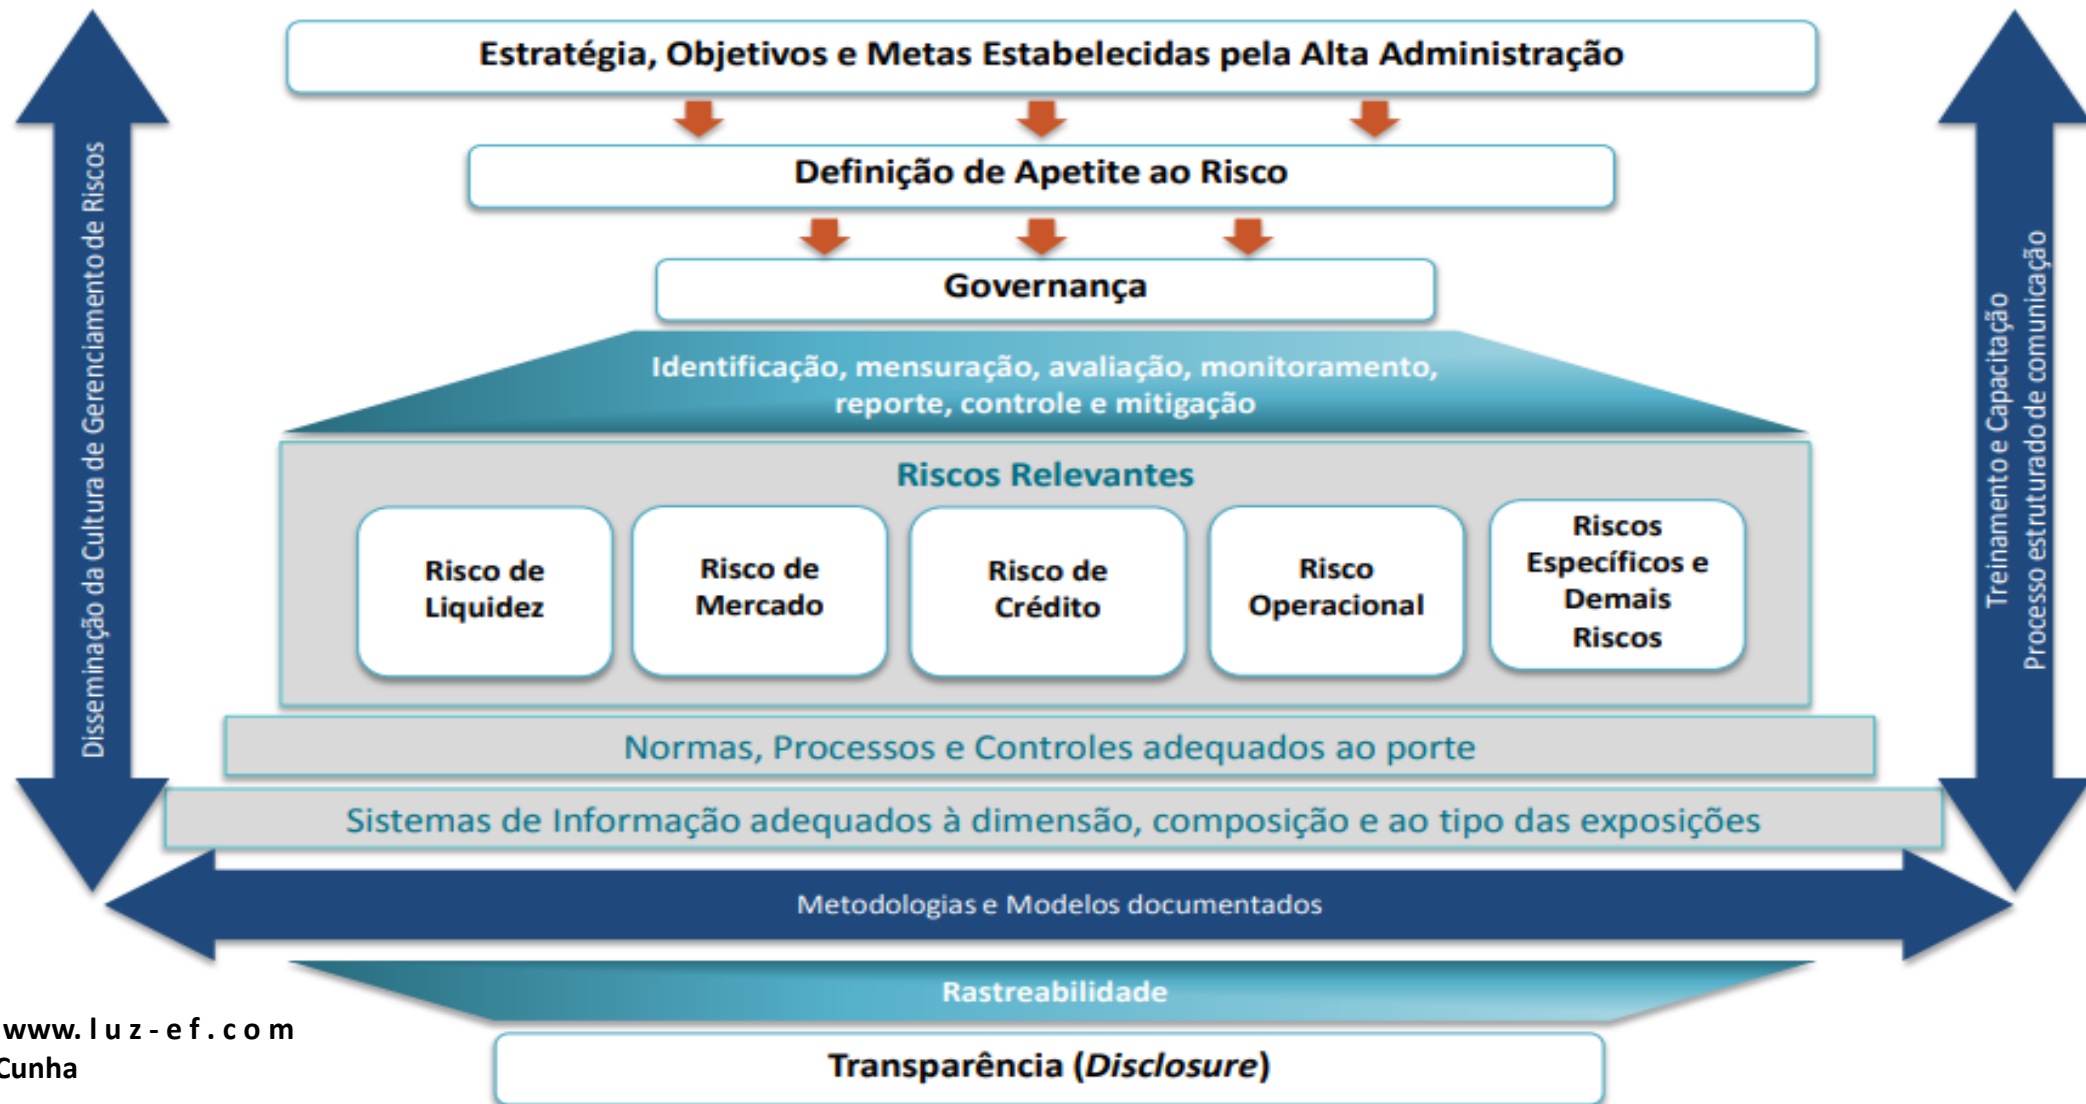 Estratégia, Objetivos e Metas Estabelecidas pela Alta Administração
Definição de Apetite ao Risco
Governança
Identificação, mensuração, avaliação, monitoramento,
reporte, controle e mitigação
Riscos Relevantes
Risco de
Liquidez
Risco de
Mercado
Risco de
Crédito
Risco
Operacional
Riscos
Específicos e
Demais
Riscos
Normas, Processos e Controles adequados ao porte
Sistemas de Informação adequados à dimensão, composição e ao tipo das exposições
Metodologias e Modelos documentados
Rastreabilidade
Transparência (Disclosure)
Disseminação da Cultura de Gerenciamento de Riscos
Treinamento e Capacitação
Processo estruturado de comunicação
www. l u z - e f . c o m
Cunha